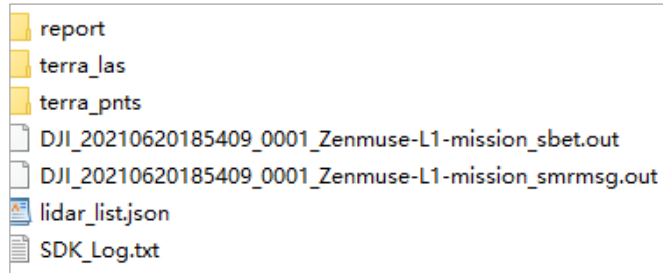 report
terra_las
terra_pnts
DJI_20210620185409_0001_Zenmuse-L1-mission_sbet.out
DJI_20210620185409_0001_Zenmuse-L1-mission_smrmsg.out
lidar_list.json
SDK_Log.txt